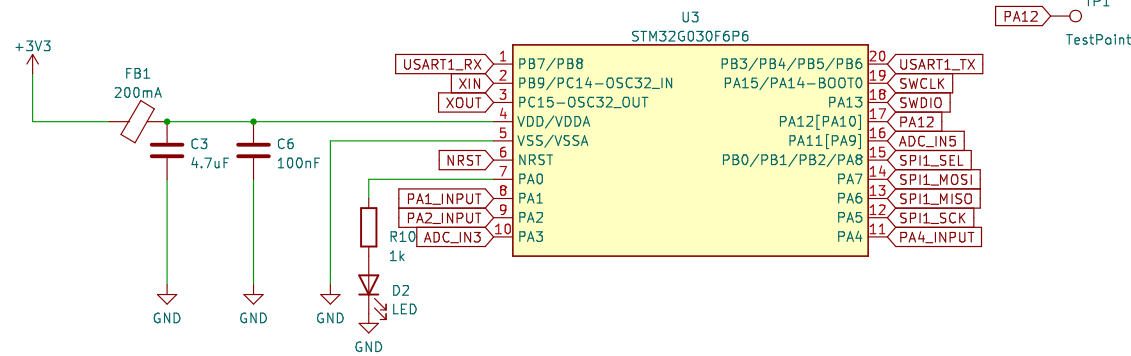 TP1
PA12
TestPoint
U3
STM32G030F6P6
+3V3
FB1
200mA
C3
4.7uF
C6
100nF
USART1_RX 1 PB7/PB8
XIN 2 PB9/PC14-OSC32_IN
XOUT 3 PC15-OSC32_OUT
4 VDD/VDDA
5 VSS/VSSA
NRST 6 NRST
7 PA0
PA1_INPUT 8 PA1
PA2_INPUT 9 PA2
ADC_IN3 10 PA3
PB3/PB4/PB5/PB6 20 USART1_TX
PA15/PA14-BOOT0 19 SWCLK
PA13 18 SWDIO
PA12[PA10] 17 PA12
PA11[PA9] 16 ADC_IN5
PB0/PB1/PB2/PA8 15 SPI1_SEL
PA7 14 SPI1_MOSI
PA6 13 SPI1_MISO
PA5 12 SPI1_SCK
PA4 11 PA4_INPUT
R10
1k
D2
LED
GND
GND
GND
GND